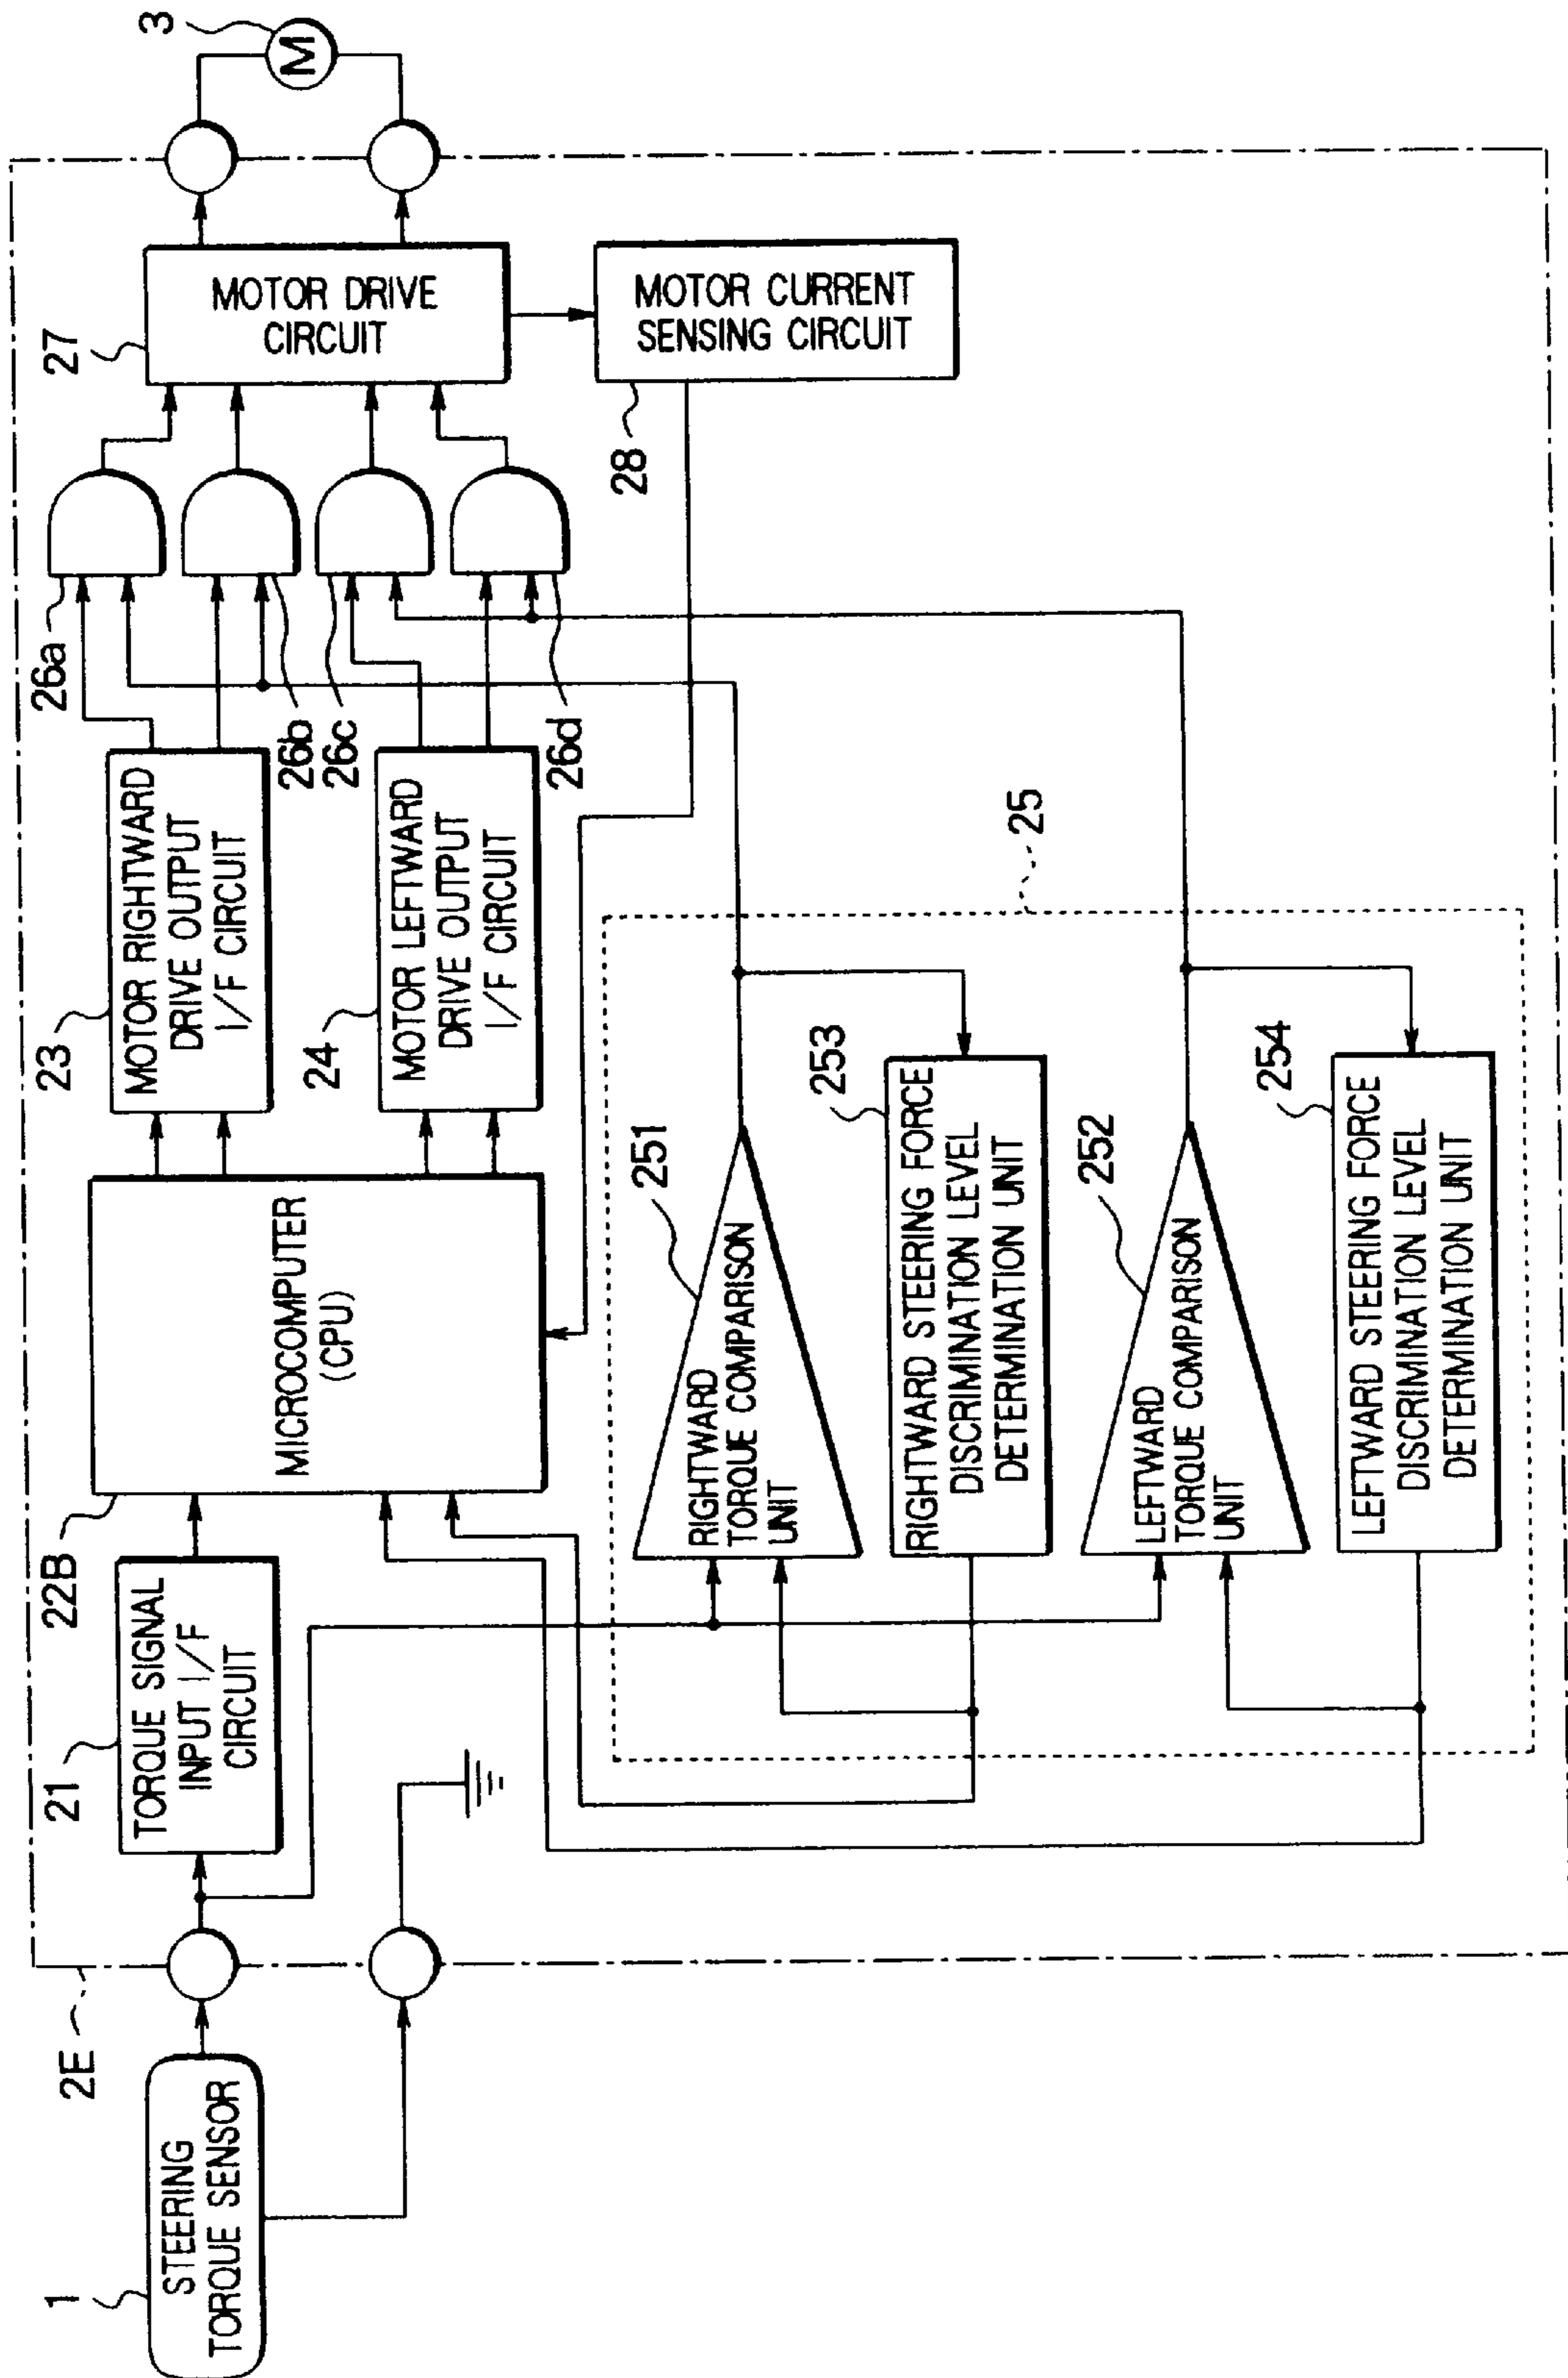 1
STEERING
TORQUE SENSOR
2E
21
TORQUE SIGNAL
INPUT I/F
CIRCUIT
22B
MICROCOMPUTER
(CPU)
23
MOTOR RIGHTWARD
DRIVE OUTPUT
I/F CIRCUIT
24
MOTOR LEFTWARD
DRIVE OUTPUT
I/F CIRCUIT
26a
26b
26c
26d
27
MOTOR DRIVE
CIRCUIT
28
MOTOR CURRENT
SENSING CIRCUIT
3
M
25
251
RIGHTWARD
TORQUE COMPARISON
UNIT
253
RIGHTWARD STEERING FORCE
DISCRIMINATION LEVEL
DETERMINATION UNIT
252
LEFTWARD
TORQUE COMPARISON
UNIT
254
LEFTWARD STEERING FORCE
DISCRIMINATION LEVEL
DETERMINATION UNIT